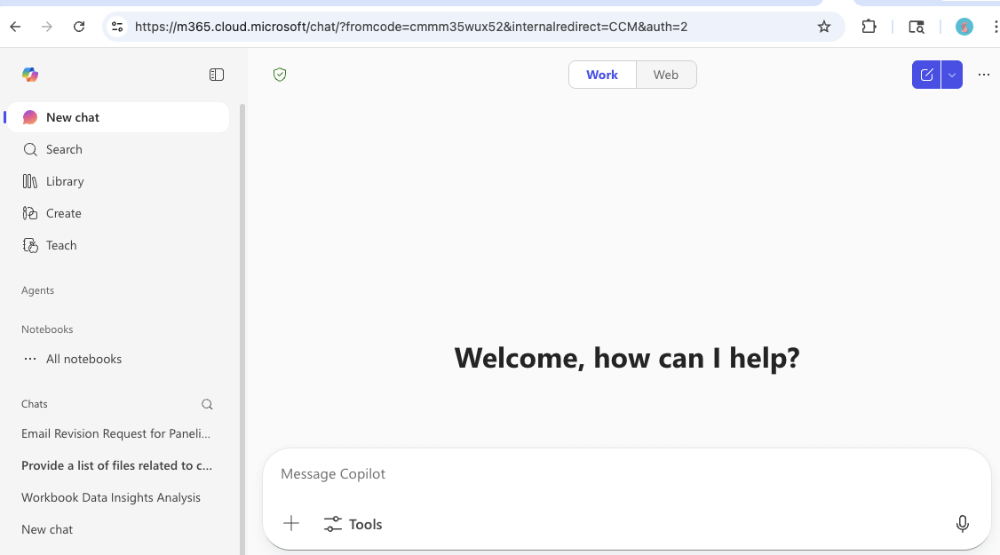 https://m365.cloud.microsoft/chat/?fromcode=cmmm35wux52&internalredirect=CCM&auth=2
New chat
Search
Library
Create
Teach
Agents
Notebooks
··· All notebooks
Chats
Email Revision Request for Paneli...
Provide a list of files related to c...
Workbook Data Insights Analysis
New chat
Work
Web
Welcome, how can I help?
Message Copilot
Tools